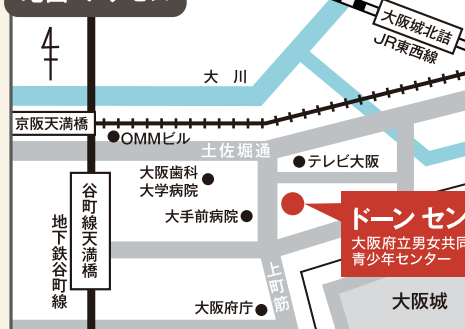 大阪城北詰
JR東西線
大川
京阪天満橋
OMMビル
土佐堀通
テレビ大阪
大阪歯科
大学病院
谷町線天満橋
地下鉄谷町線
大手前病院
ドーン セン
大阪府立男女共同
青少年センター
上町筋
大阪府庁
大阪城